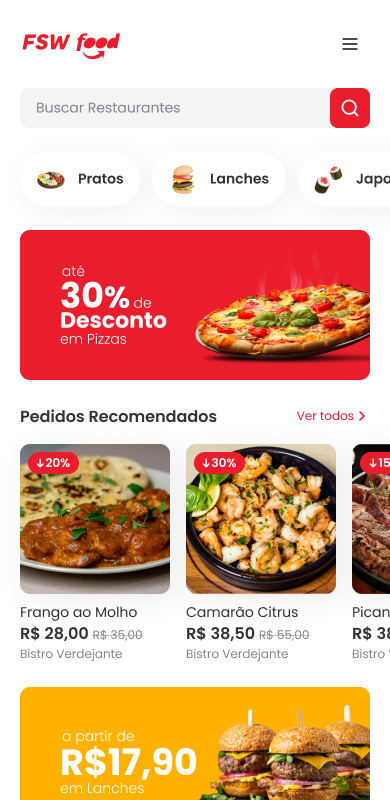 FSW food
Buscar Restaurantes
Pratos
Lanches
Japo
até
30% de
Desconto
em Pizzas
Pedidos Recomendados
Ver todos
↓20%
↓30%
↓15
Frango ao Molho
R$ 28,00 R$ 35,00
Bistro Verdejante
Camarão Citrus
R$ 38,50 R$ 55,00
Bistro Verdejante
Pican
R$ 38
Bistro
a partir de
R$17,90
em Lanches